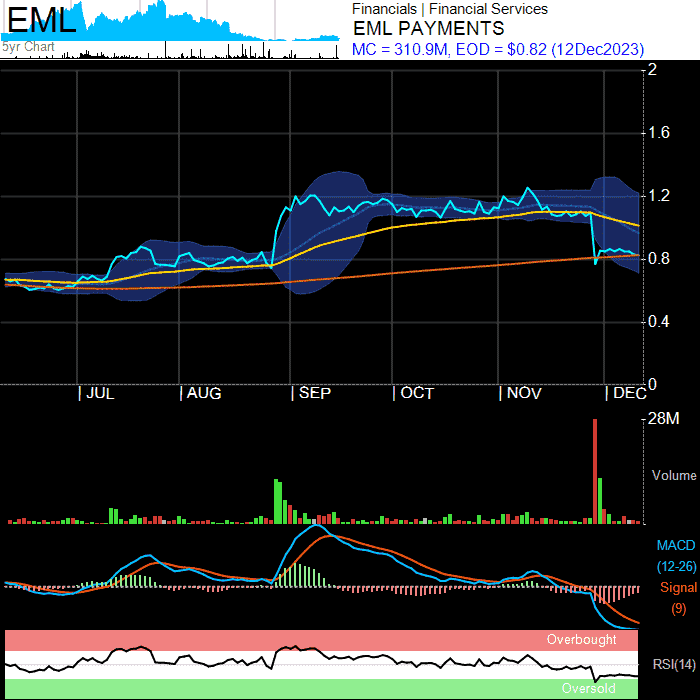 EML
5yr Chart
Financials | Financial Services
EML PAYMENTS
MC = 310.9M, EOD = $0.82 (12Dec2023)
2
1.6
1.2
0.8
0.4
0
| JUL | AUG | SEP | OCT | NOV | DEC
28M
Volume
MACD
(12-26)
Signal
(9)
Overbought
RSI(14)
Oversold